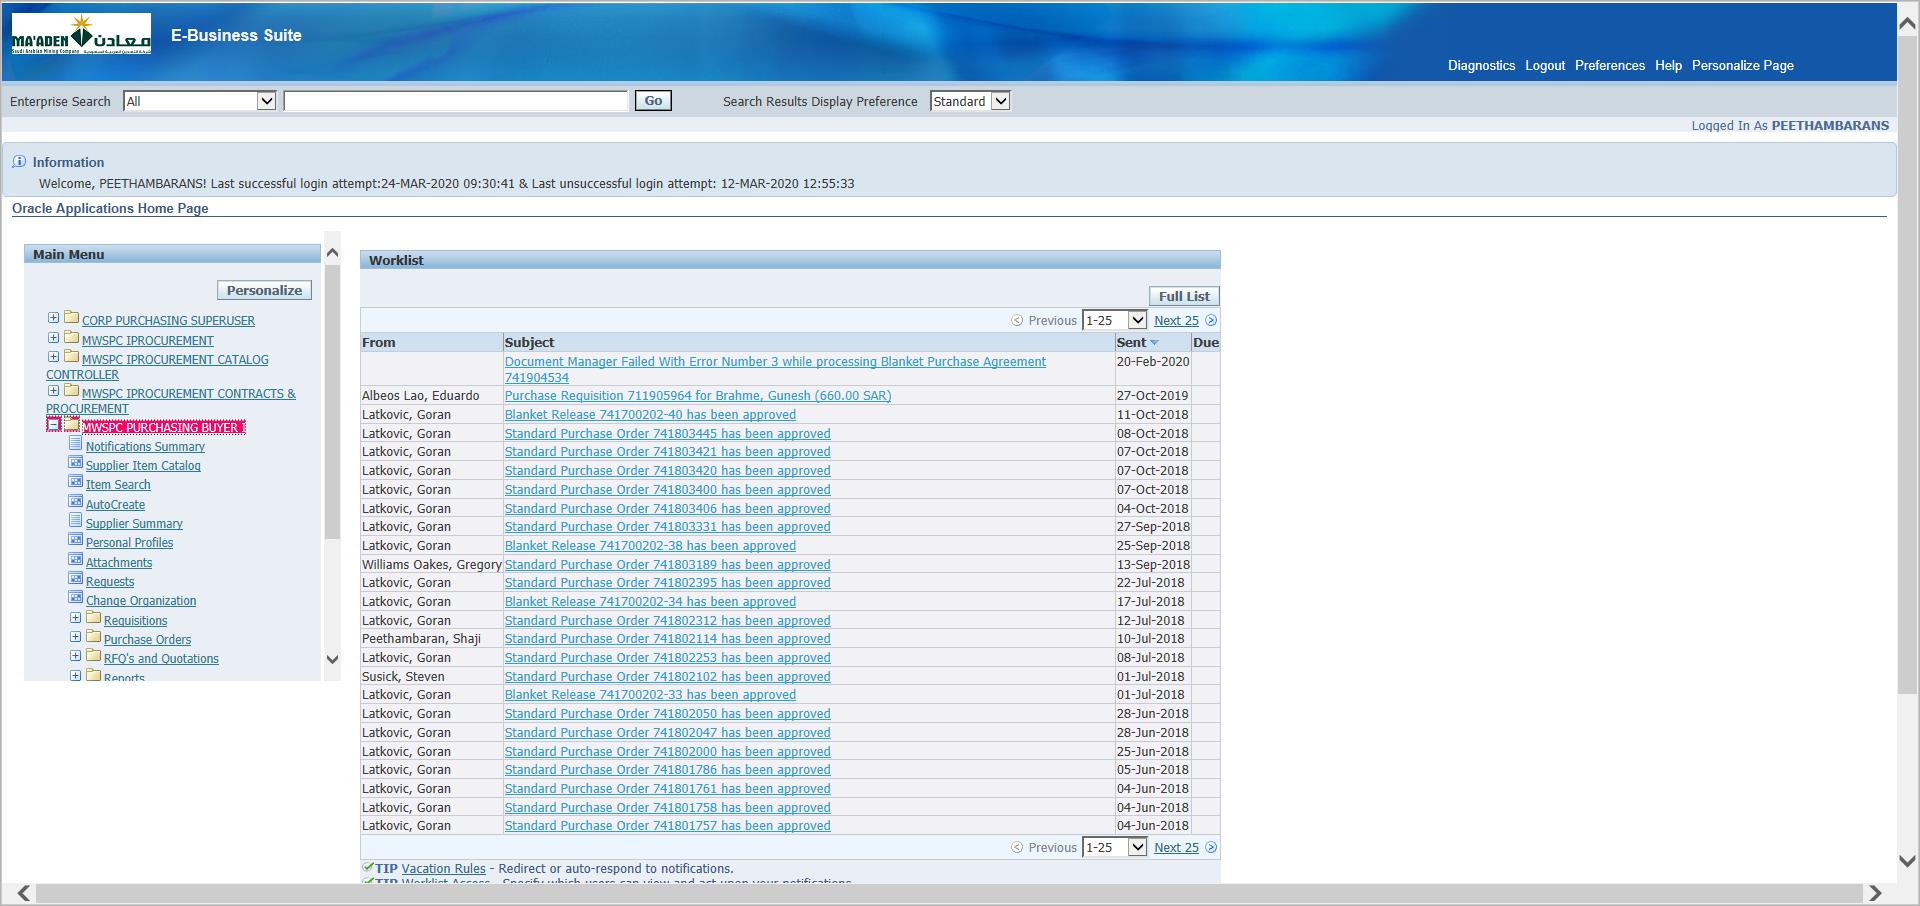 MA'ADEN معادن
Saudi Arabian Mining Company
E-Business Suite
Diagnostics Logout Preferences Help Personalize Page
Enterprise Search All Go Search Results Display Preference Standard
Logged In As PEETHAMBARANS
Information
Welcome, PEETHAMBARANS! Last successful login attempt:24-MAR-2020 09:30:41 & Last unsuccessful login attempt: 12-MAR-2020 12:55:33
Oracle Applications Home Page
Main Menu
Personalize
CORP PURCHASING SUPERUSER
MWSPC IPROCUREMENT
MWSPC IPROCUREMENT CATALOG
CONTROLLER
MWSPC IPROCUREMENT CONTRACTS &
PROCUREMENT
MWSPC PURCHASING BUYER I
Notifications Summary
Supplier Item Catalog
Item Search
AutoCreate
Supplier Summary
Personal Profiles
Attachments
Requests
Change Organization
Requisitions
Purchase Orders
RFQ's and Quotations
Reports
Worklist
Full List
Previous 1-25 Next 25
From Subject Sent Due
Document Manager Failed With Error Number 3 while processing Blanket Purchase Agreement 20-Feb-2020
741904534
Albeos Lao, Eduardo Purchase Requisition 711905964 for Brahme, Gunesh (660.00 SAR) 27-Oct-2019
Latkovic, Goran Blanket Release 741700202-40 has been approved 11-Oct-2018
Latkovic, Goran Standard Purchase Order 741803445 has been approved 08-Oct-2018
Latkovic, Goran Standard Purchase Order 741803421 has been approved 07-Oct-2018
Latkovic, Goran Standard Purchase Order 741803420 has been approved 07-Oct-2018
Latkovic, Goran Standard Purchase Order 741803400 has been approved 07-Oct-2018
Latkovic, Goran Standard Purchase Order 741803406 has been approved 04-Oct-2018
Latkovic, Goran Standard Purchase Order 741803331 has been approved 27-Sep-2018
Latkovic, Goran Blanket Release 741700202-38 has been approved 25-Sep-2018
Williams Oakes, Gregory Standard Purchase Order 741803189 has been approved 13-Sep-2018
Latkovic, Goran Standard Purchase Order 741802395 has been approved 22-Jul-2018
Latkovic, Goran Blanket Release 741700202-34 has been approved 17-Jul-2018
Latkovic, Goran Standard Purchase Order 741802312 has been approved 12-Jul-2018
Peethambaran, Shaji Standard Purchase Order 741802114 has been approved 10-Jul-2018
Latkovic, Goran Standard Purchase Order 741802253 has been approved 08-Jul-2018
Susick, Steven Standard Purchase Order 741802102 has been approved 01-Jul-2018
Latkovic, Goran Blanket Release 741700202-33 has been approved 01-Jul-2018
Latkovic, Goran Standard Purchase Order 741802050 has been approved 28-Jun-2018
Latkovic, Goran Standard Purchase Order 741802047 has been approved 28-Jun-2018
Latkovic, Goran Standard Purchase Order 741802000 has been approved 25-Jun-2018
Latkovic, Goran Standard Purchase Order 741801786 has been approved 05-Jun-2018
Latkovic, Goran Standard Purchase Order 741801761 has been approved 04-Jun-2018
Latkovic, Goran Standard Purchase Order 741801758 has been approved 04-Jun-2018
Latkovic, Goran Standard Purchase Order 741801757 has been approved 04-Jun-2018
Previous 1-25 Next 25
TIP Vacation Rules - Redirect or auto-respond to notifications.
TIP Worklist Access - Specify which users can view and act upon your notifications.